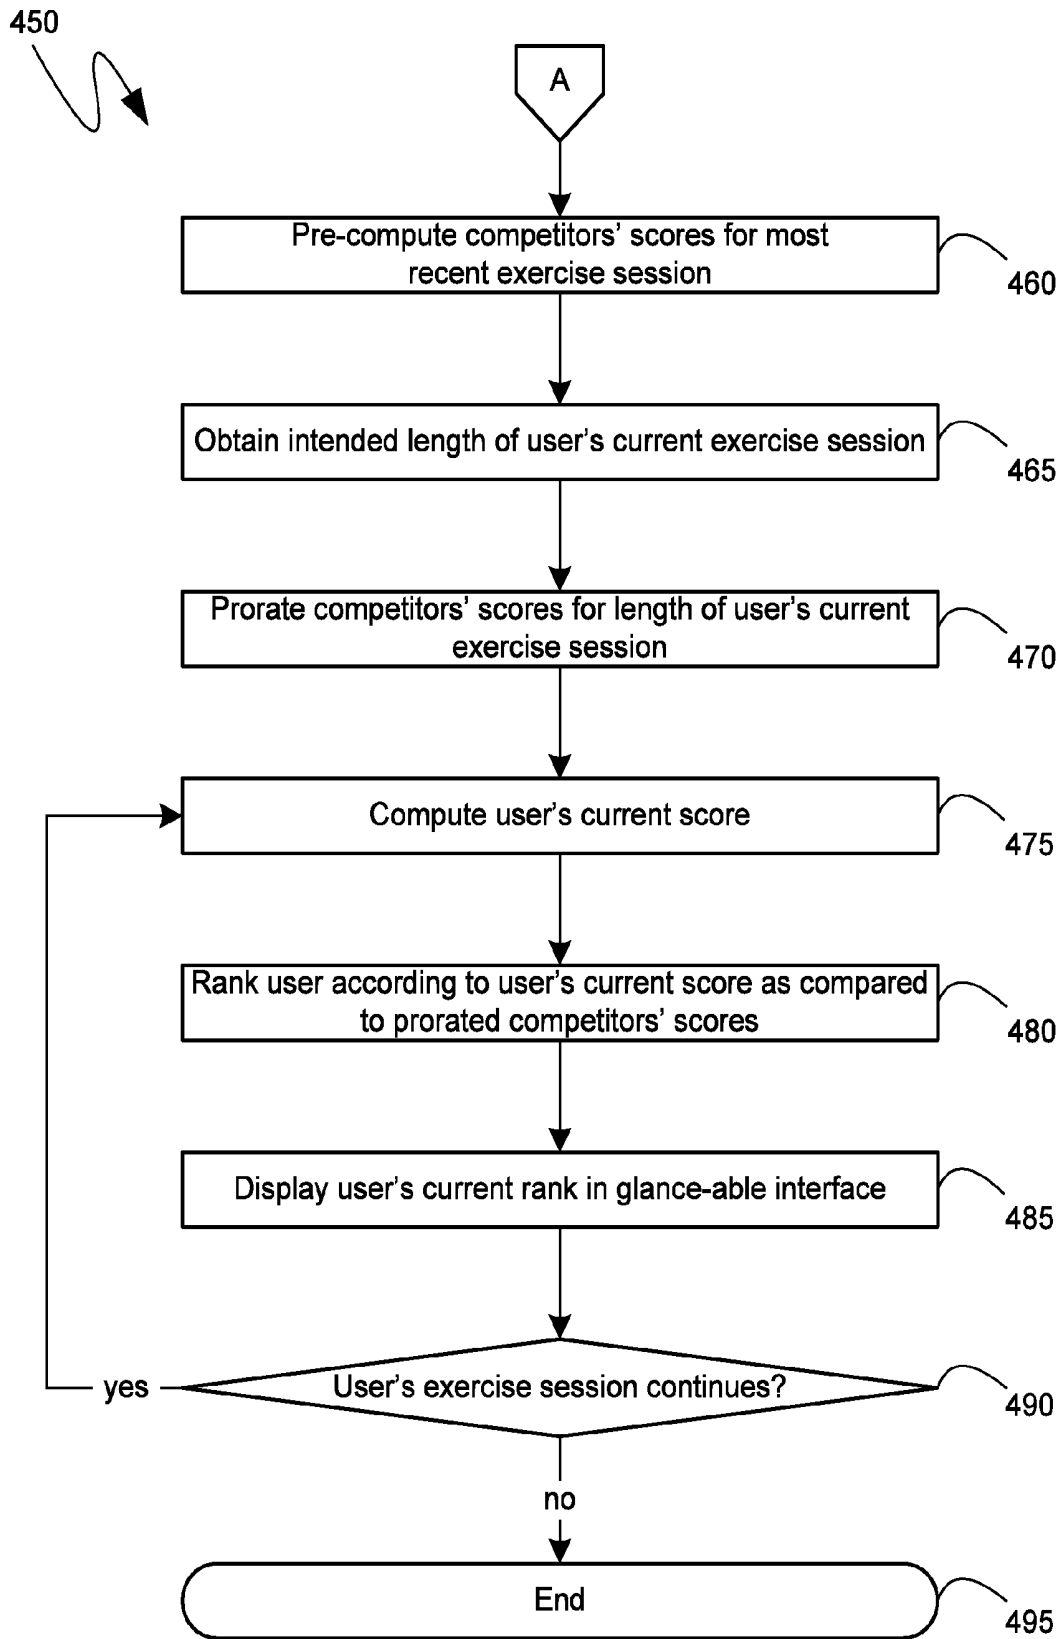 450
A
Pre-compute competitors' scores for most
recent exercise session
460
Obtain intended length of user's current exercise session
465
Prorate competitors' scores for length of user's current
exercise session
470
Compute user's current score
475
Rank user according to user's current score as compared
to prorated competitors' scores
480
Display user's current rank in glance-able interface
485
User's exercise session continues?
490
yes
no
End
495